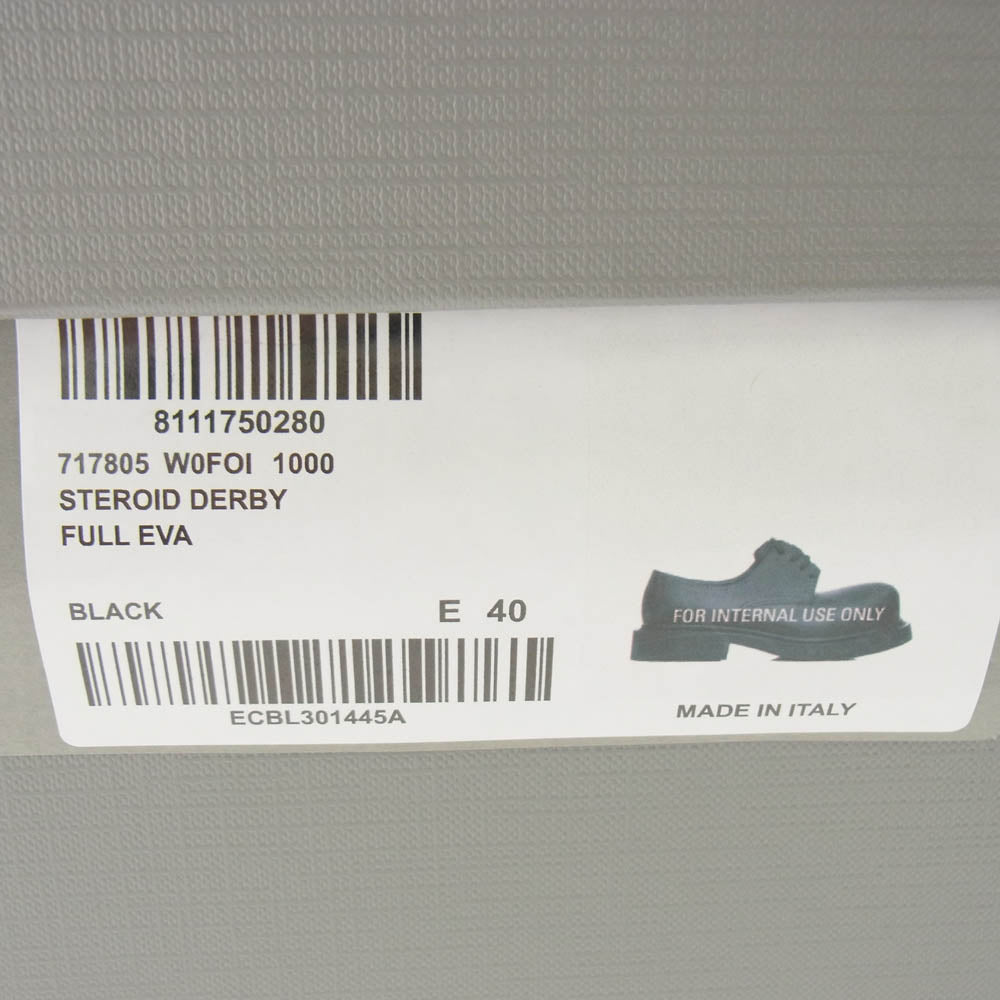 8111750280
717805 W0FOI 1000
STEROID DERBY
FULL EVA
BLACK E 40
ECBL301445A
FOR INTERNAL USE ONLY
MADE IN ITALY